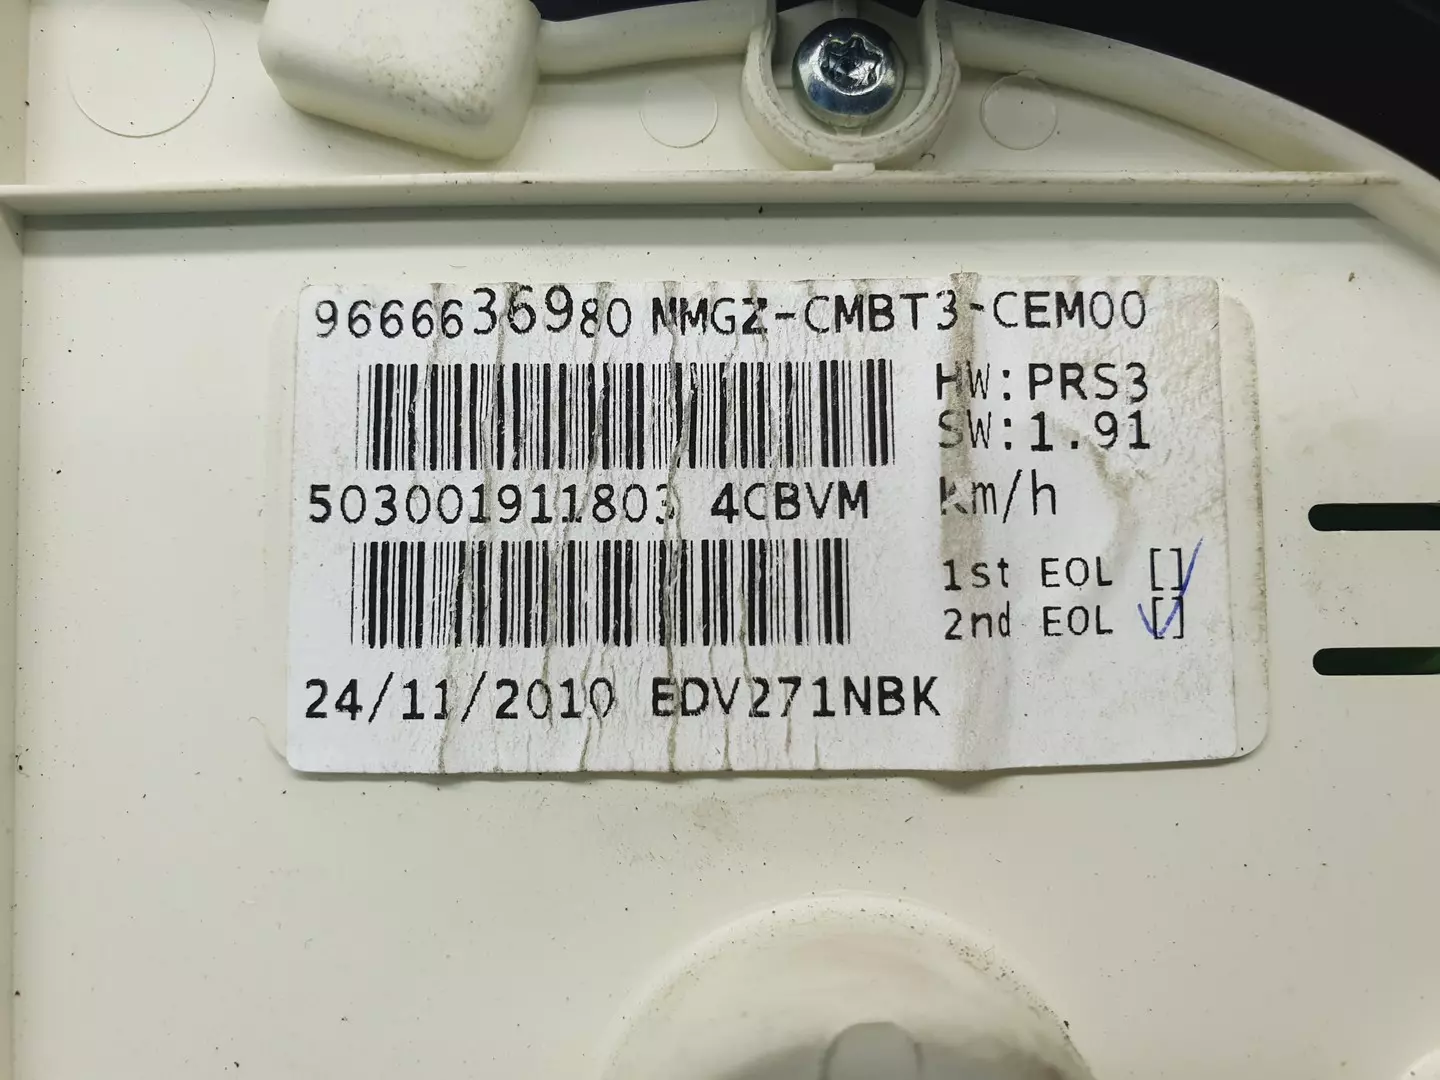 9666636980 NMGZ-CMBT3-CEM00
HW:PRS3
SW:1.91
503001911803 4CBVM
km/h
1st EOL []
2nd EOL []
24/11/2010 EDV271NBK